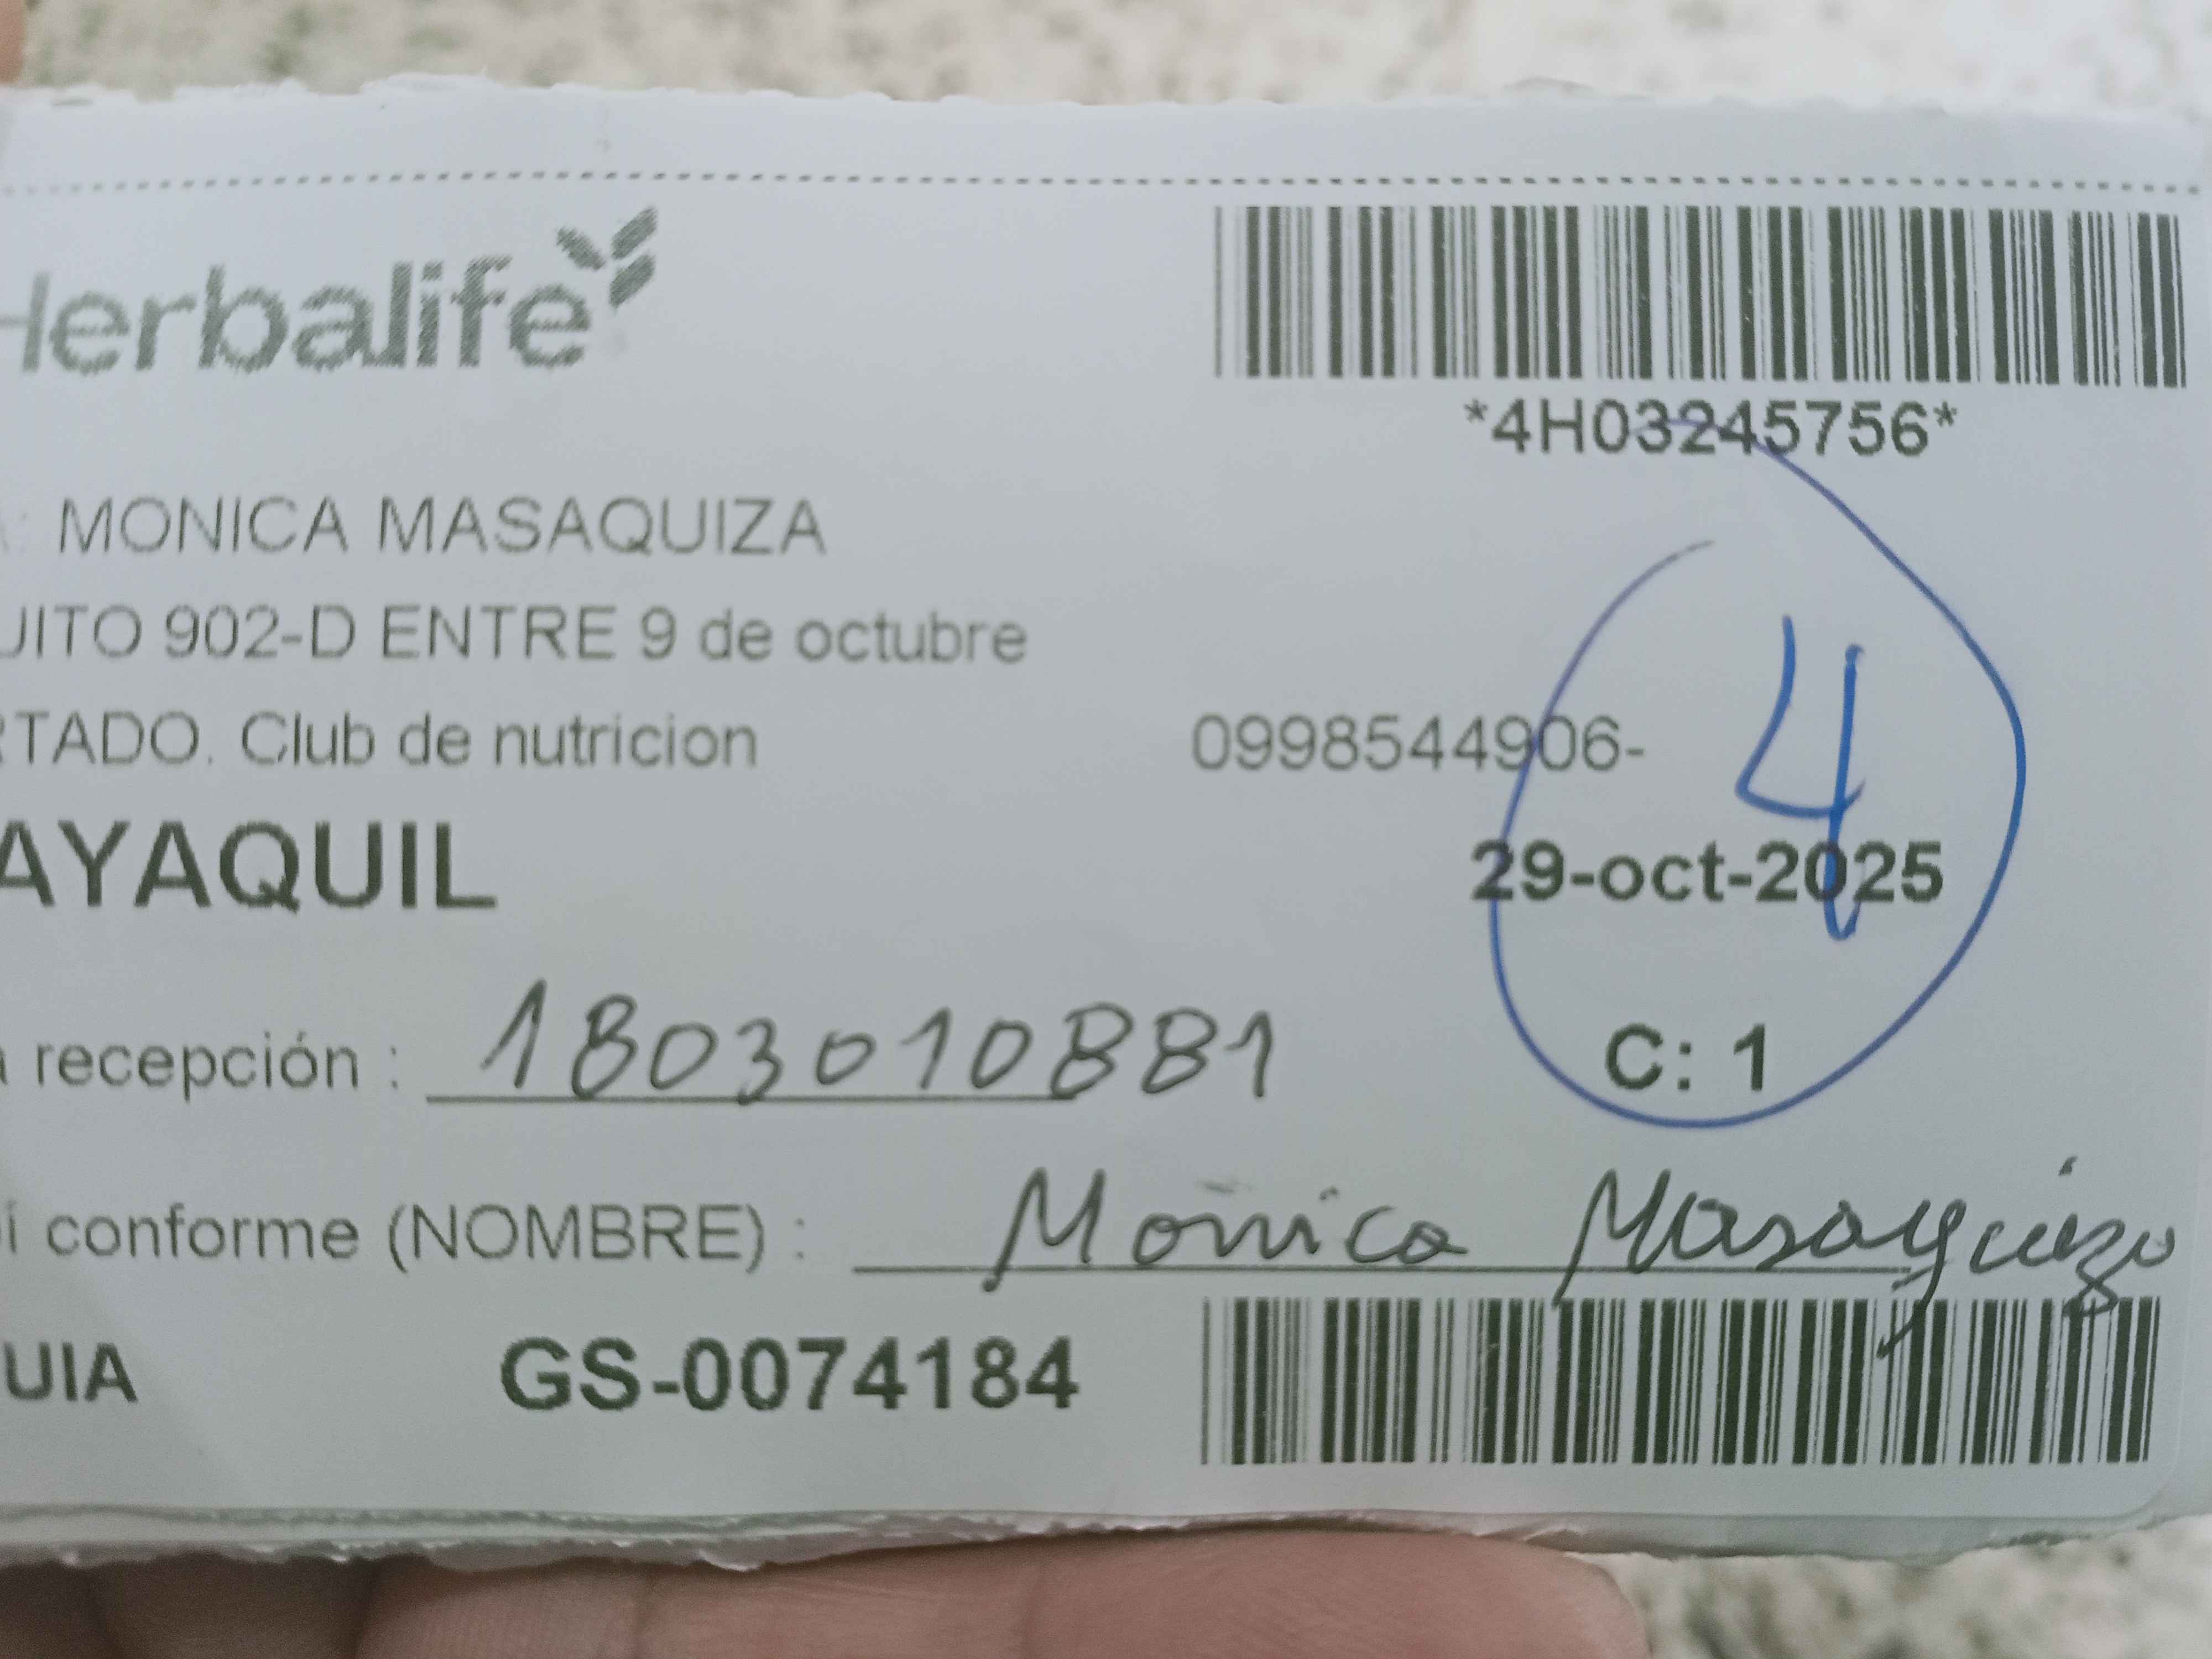 Herbalife
*4H03245756*
A: MONICA MASAQUIZA
UITO 902-D ENTRE 9 de octubre
RTADO. Club de nutricion 0998544906-
4
AYAQUIL 29-oct-2025
a recepción : 1803010881 C: 1
í conforme (NOMBRE) : Monica Masaquiza
UIA GS-0074184